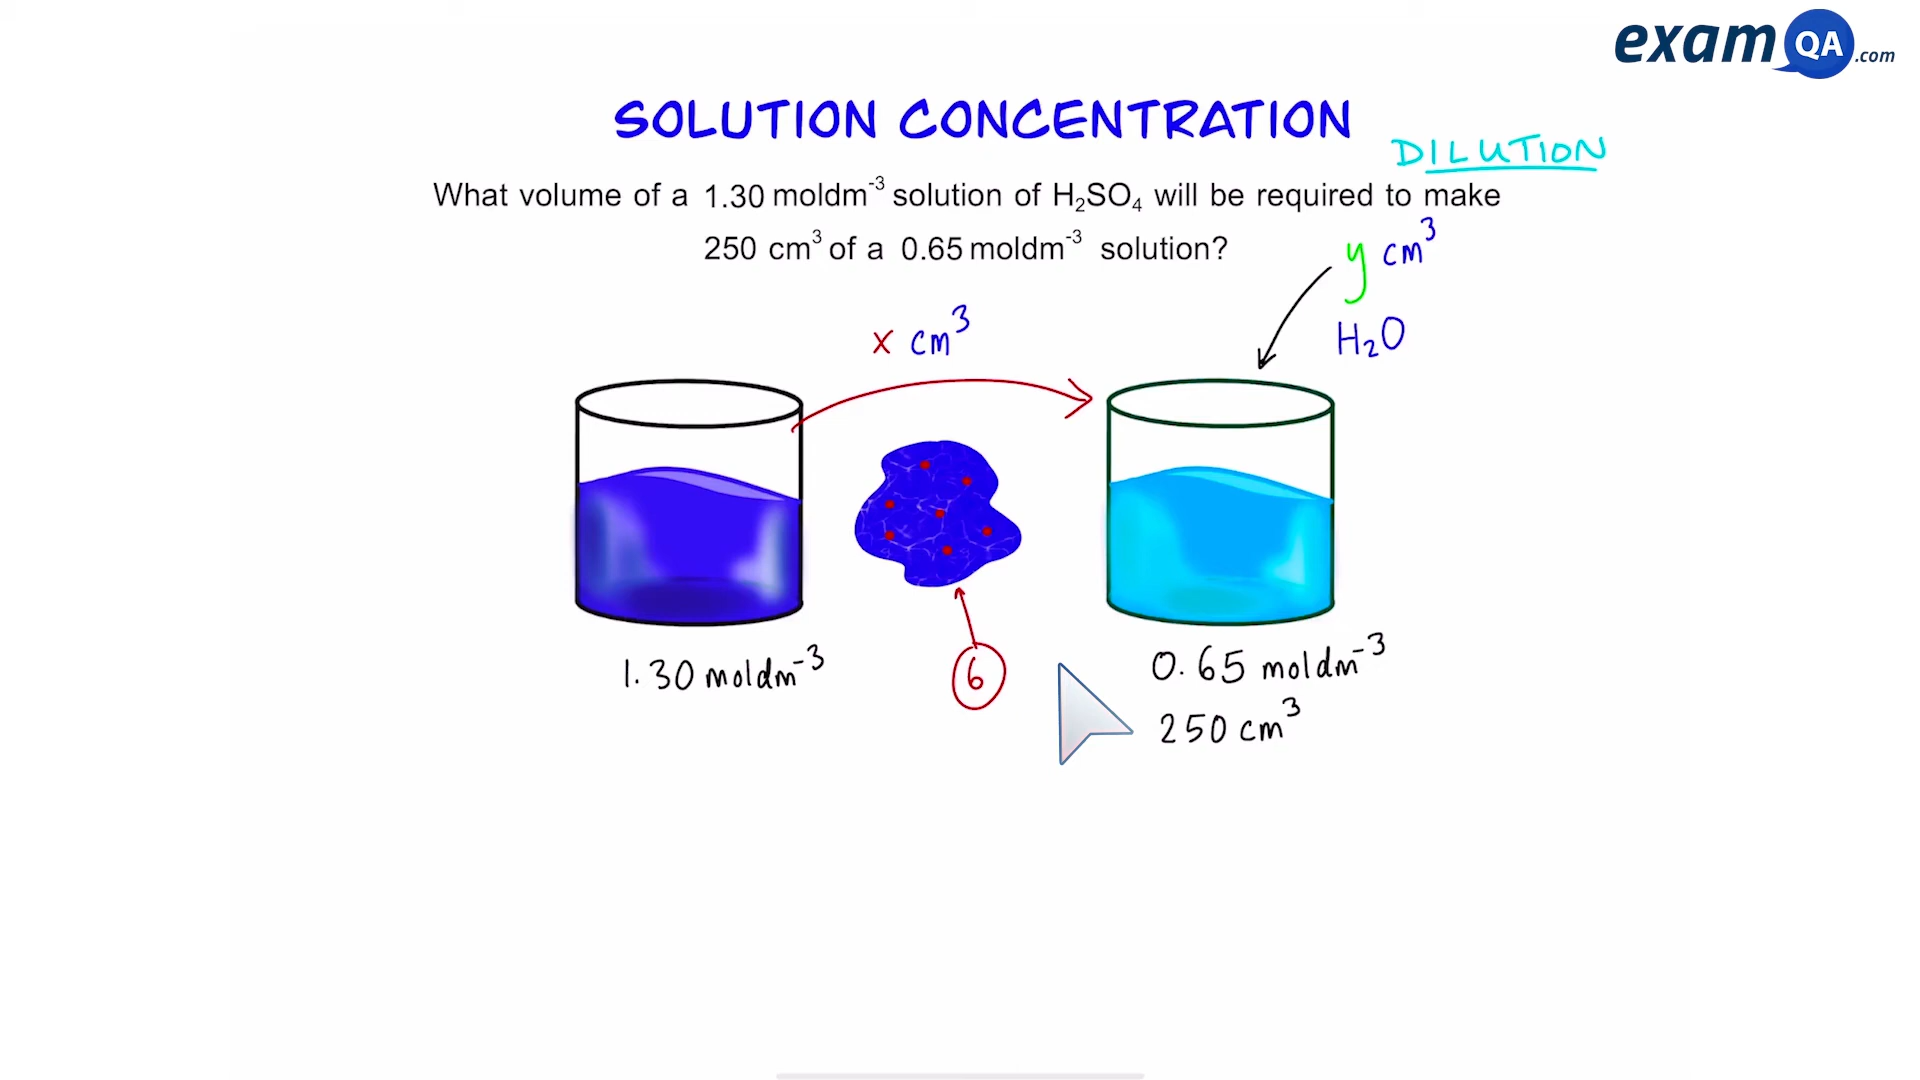 examQA.com
SOLUTION CONCENTRATION
DILUTION
What volume of a 1.30 moldm⁻³ solution of H₂SO₄ will be required to make
250 cm³ of a 0.65 moldm⁻³ solution?
y cm³
H₂O
x cm³
1.30 moldm⁻³
6
0.65 moldm⁻³
250 cm³